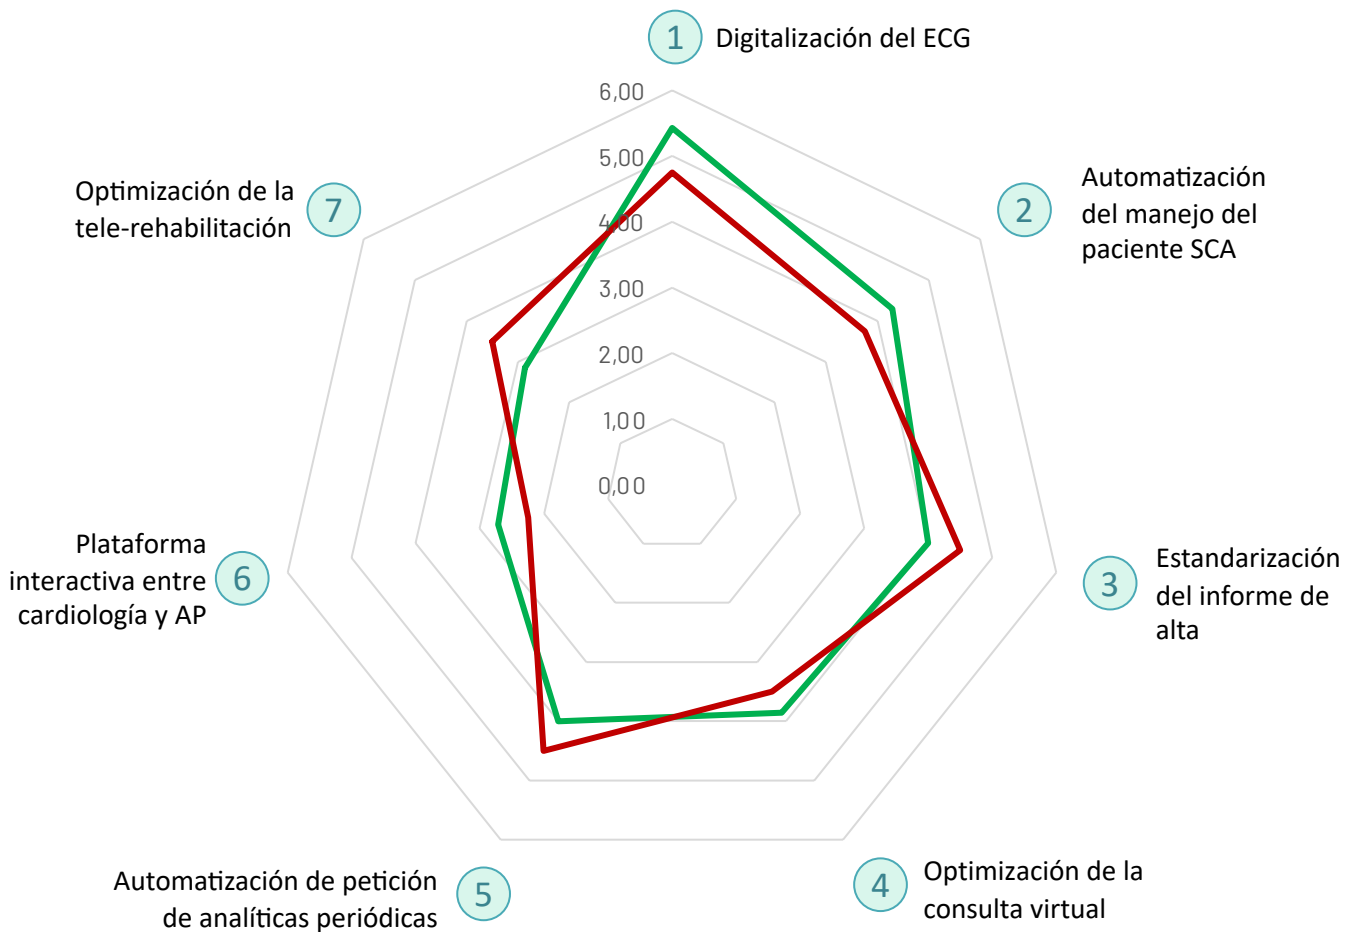 1
Digitalización del ECG
6,00
5,00
4,00
3,00
2,00
1,00
0,00
2
Automatización
del manejo del
paciente SCA
3
Estandarización
del informe de
alta
4
Optimización de la
consulta virtual
5
Automatización de petición
de analíticas periódicas
6
Plataforma
interactiva entre
cardiología y AP
7
Optimización de la
tele-rehabilitación